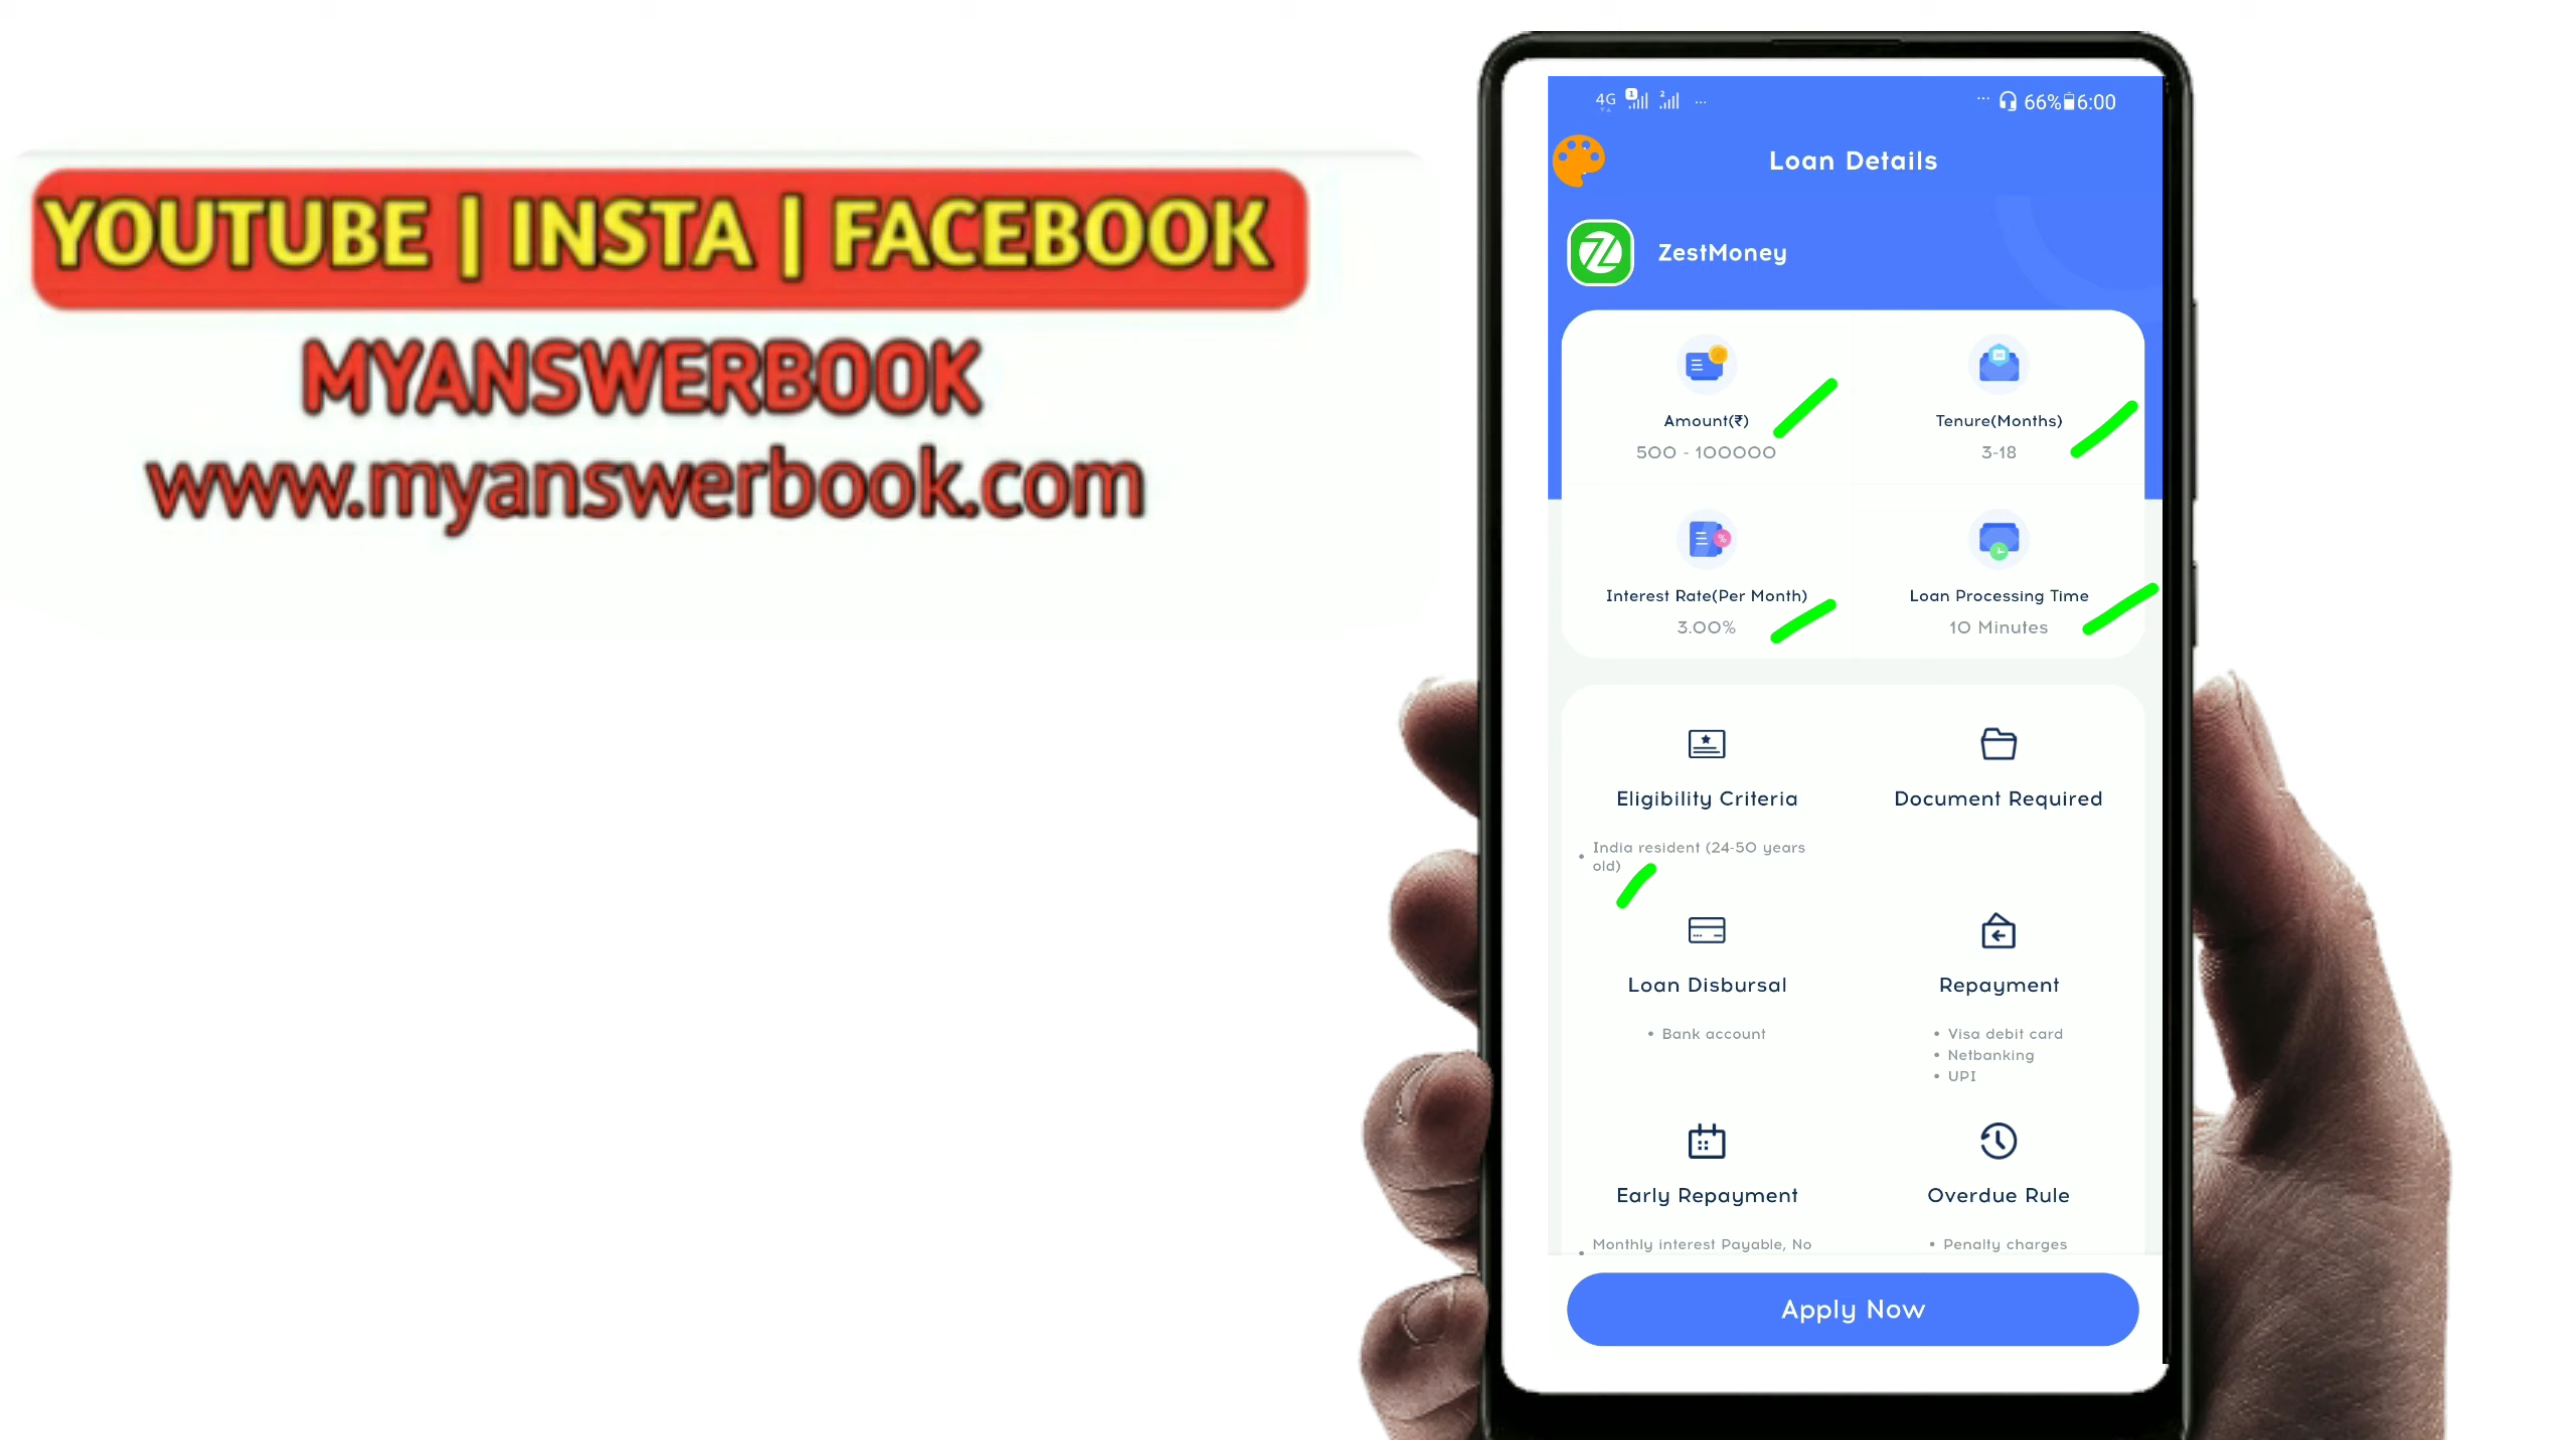 YOUTUBE | INSTA | FACEBOOK
MYANSWERBOOK
www.myanswerbook.com
4G 1 2 ... ... 66% 6:00
Loan Details
ZestMoney
Amount(₹)
500 - 100000
Tenure(Months)
3-18
Interest Rate(Per Month)
3.00%
Loan Processing Time
10 Minutes
Eligibility Criteria
• India resident (24-50 years
old)
Document Required
Loan Disbursal
• Bank account
Repayment
• Visa debit card
• Netbanking
• UPI
Early Repayment
• Monthly interest Payable, No
Overdue Rule
• Penalty charges
Apply Now